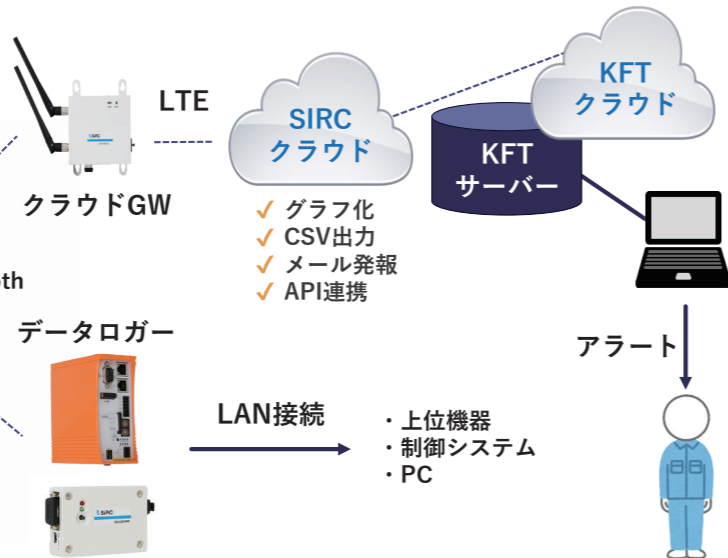 LTE
クラウドGW
SIRC
SIRC
クラウド
✓ グラフ化
✓ CSV出力
✓ メール発報
✓ API連携
KFT
クラウド
KFT
サーバー
oth
データロガー
LAN接続
・上位機器
・制御システム
・PC
アラート
SIRC